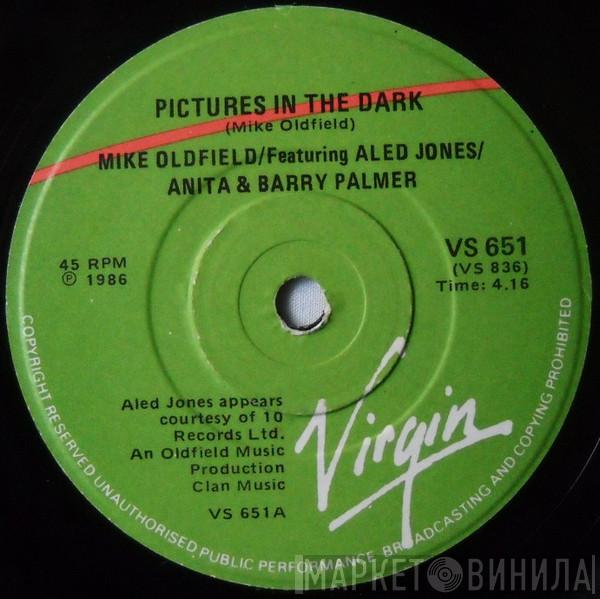 PICTURES IN THE DARK
(Mike Oldfield)
MIKE OLDFIELD/Featuring ALED JONES/
ANITA & BARRY PALMER
45 RPM
Ⓟ 1986
VS 651
(VS 836)
Time: 4.16
Aled Jones appears
courtesy of 10
Records Ltd.
An Oldfield Music
Production
Clan Music
VS 651A
Virgin
COPYRIGHT RESERVED UNAUTHORISED PUBLIC PERFORMANCE, BROADCASTING AND COPYING PROHIBITED
МАРКЕТ ВИНИЛА